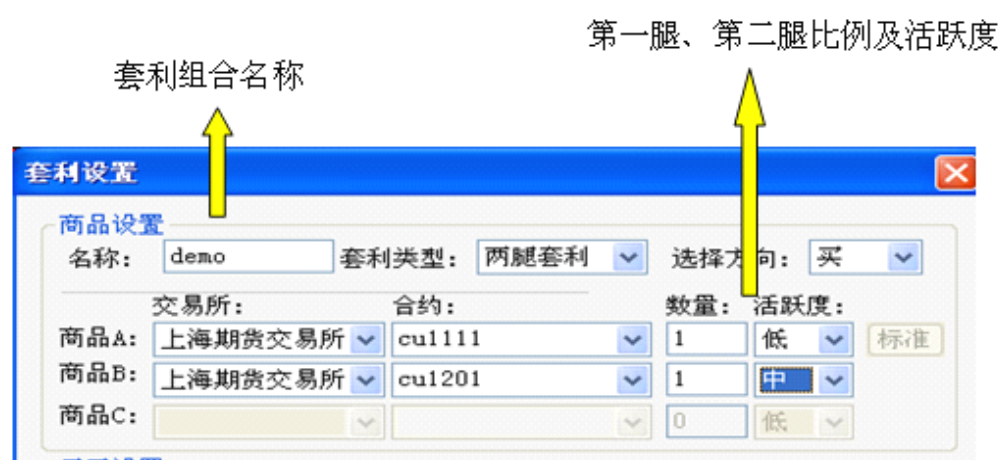 第一腿、第二腿比例及活跃度
套利组合名称
套利设置
商品设置
名称: demo 套利类型: 两腿套利 选择方向: 买
交易所: 合约: 数量: 活跃度:
商品A: 上海期货交易所 cu1111 1 低 标准
商品B: 上海期货交易所 cu1201 1 中
商品C: 0 低